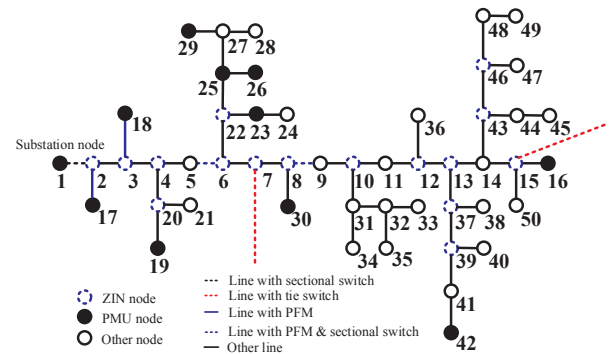 48 49
29 27 28
46 47
25 26
18 36
22 23 24 43 44 45
Substation node
1 2 3 4 5 6 7 8 9 10 11 12 13 14 15 16
17 20 21 30 31 32 33 37 38 50
19 34 35 39 40
41
42
ZIN node
PMU node
Other node
Line with sectional switch
Line with tie switch
Line with PFM
Line with PFM & sectional switch
Other line